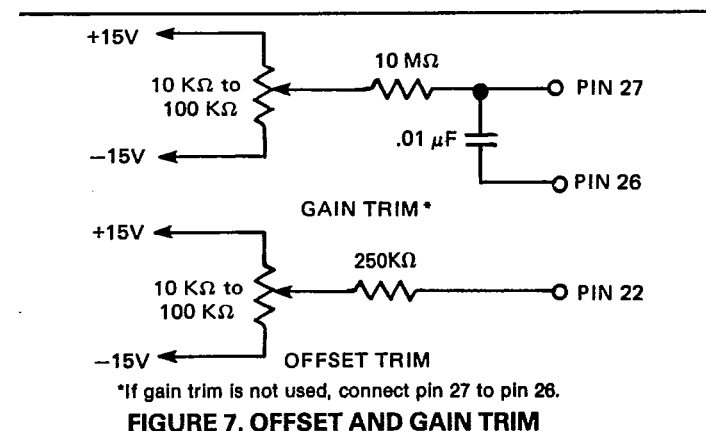 +15V
10 MΩ
10 KΩ to
100 KΩ
PIN 27
.01 µF
−15V
PIN 26
GAIN TRIM*
+15V
250KΩ
10 KΩ to
100 KΩ
PIN 22
−15V
OFFSET TRIM
*If gain trim is not used, connect pin 27 to pin 26.
FIGURE 7. OFFSET AND GAIN TRIM